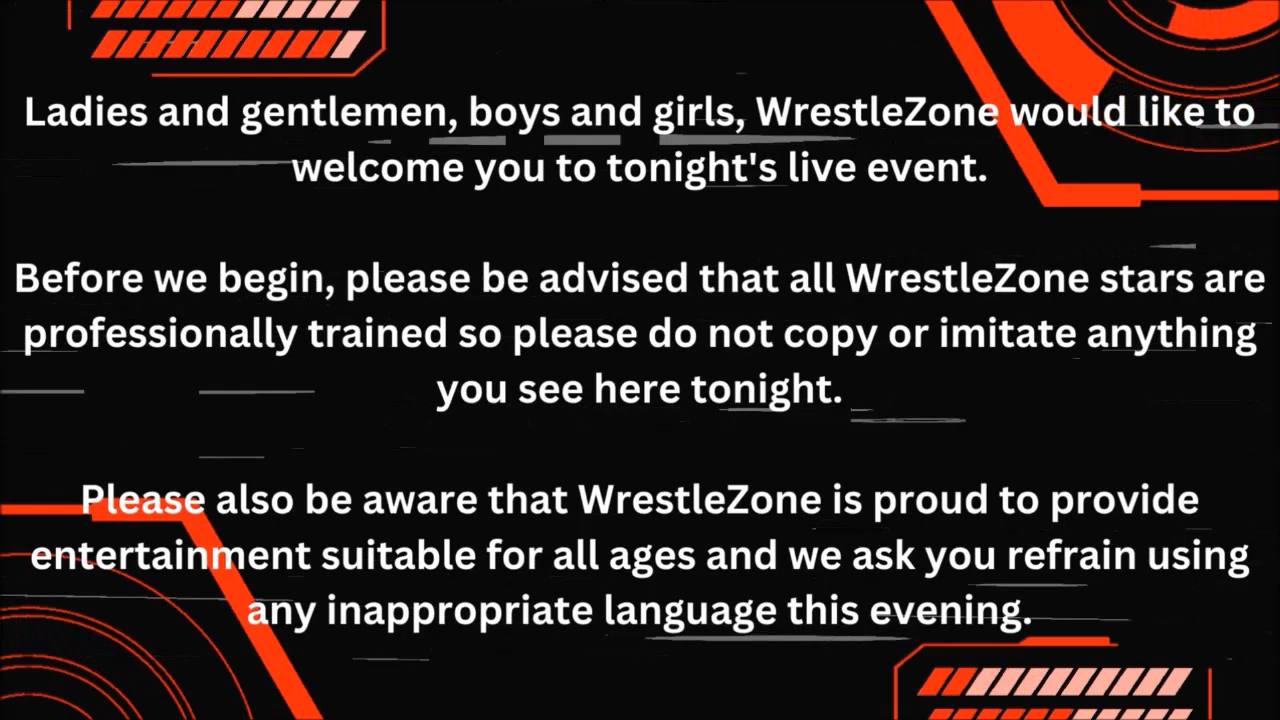 Ladies and gentlemen, boys and girls, WrestleZone would like to
welcome you to tonight's live event.
Before we begin, please be advised that all WrestleZone stars are
professionally trained so please do not copy or imitate anything
you see here tonight.
Please also be aware that WrestleZone is proud to provide
entertainment suitable for all ages and we ask you refrain using
any inappropriate language this evening.